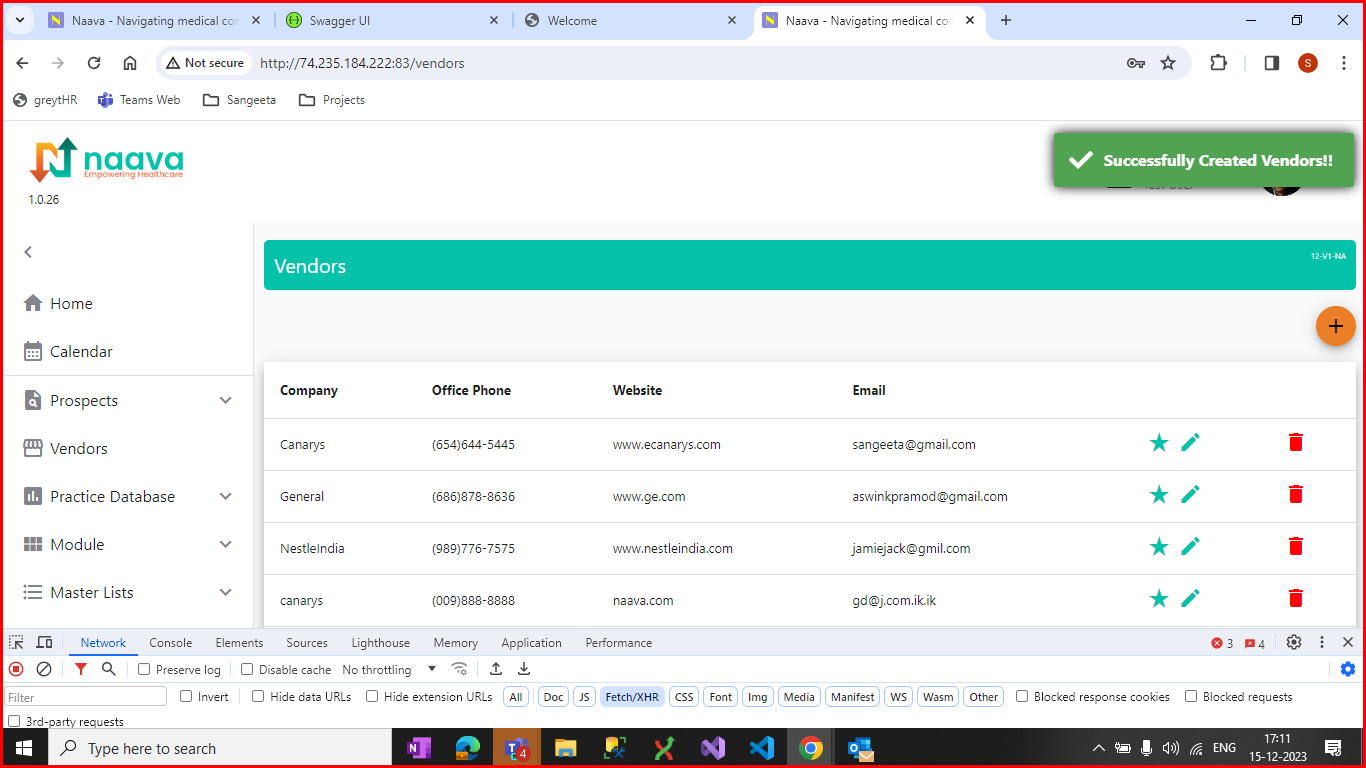 Naava - Navigating medical cor
Swagger UI
Welcome
Naava - Navigating medical cor
Not secure
http://74.235.184.222:83/vendors
greytHR
Teams Web
Sangeeta
Projects
naava
Empowering Healthcare
1.0.26
Successfully Created Vendors!!
Vendors
12-V1-NA
Home
Calendar
Prospects
Vendors
Practice Database
Module
Master Lists
Company Office Phone Website Email
Canarys (654)644-5445 www.ecanarys.com sangeeta@gmail.com
General (686)878-8636 www.ge.com aswinkpramod@gmail.com
NestleIndia (989)776-7575 www.nestleindia.com jamiejack@gmil.com
canarys (009)888-8888 naava.com gd@j.com.ik.ik
Network Console Elements Sources Lighthouse Memory Application Performance 3 4
Preserve log Disable cache No throttling
Filter Invert Hide data URLs Hide extension URLs All Doc JS Fetch/XHR CSS Font Img Media Manifest WS Wasm Other Blocked response cookies Blocked requests
3rd-party requests
Type here to search
4
ENG
17:11
15-12-2023